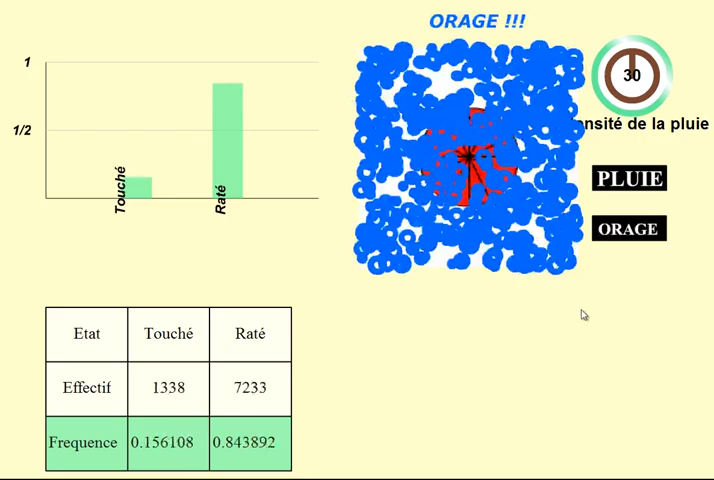 ORAGE !!!
1
1/2
Touché
Raté
30
nsité de la pluie
PLUIE
ORAGE
Etat Touché Raté
Effectif 1338 7233
Frequence 0.156108 0.843892